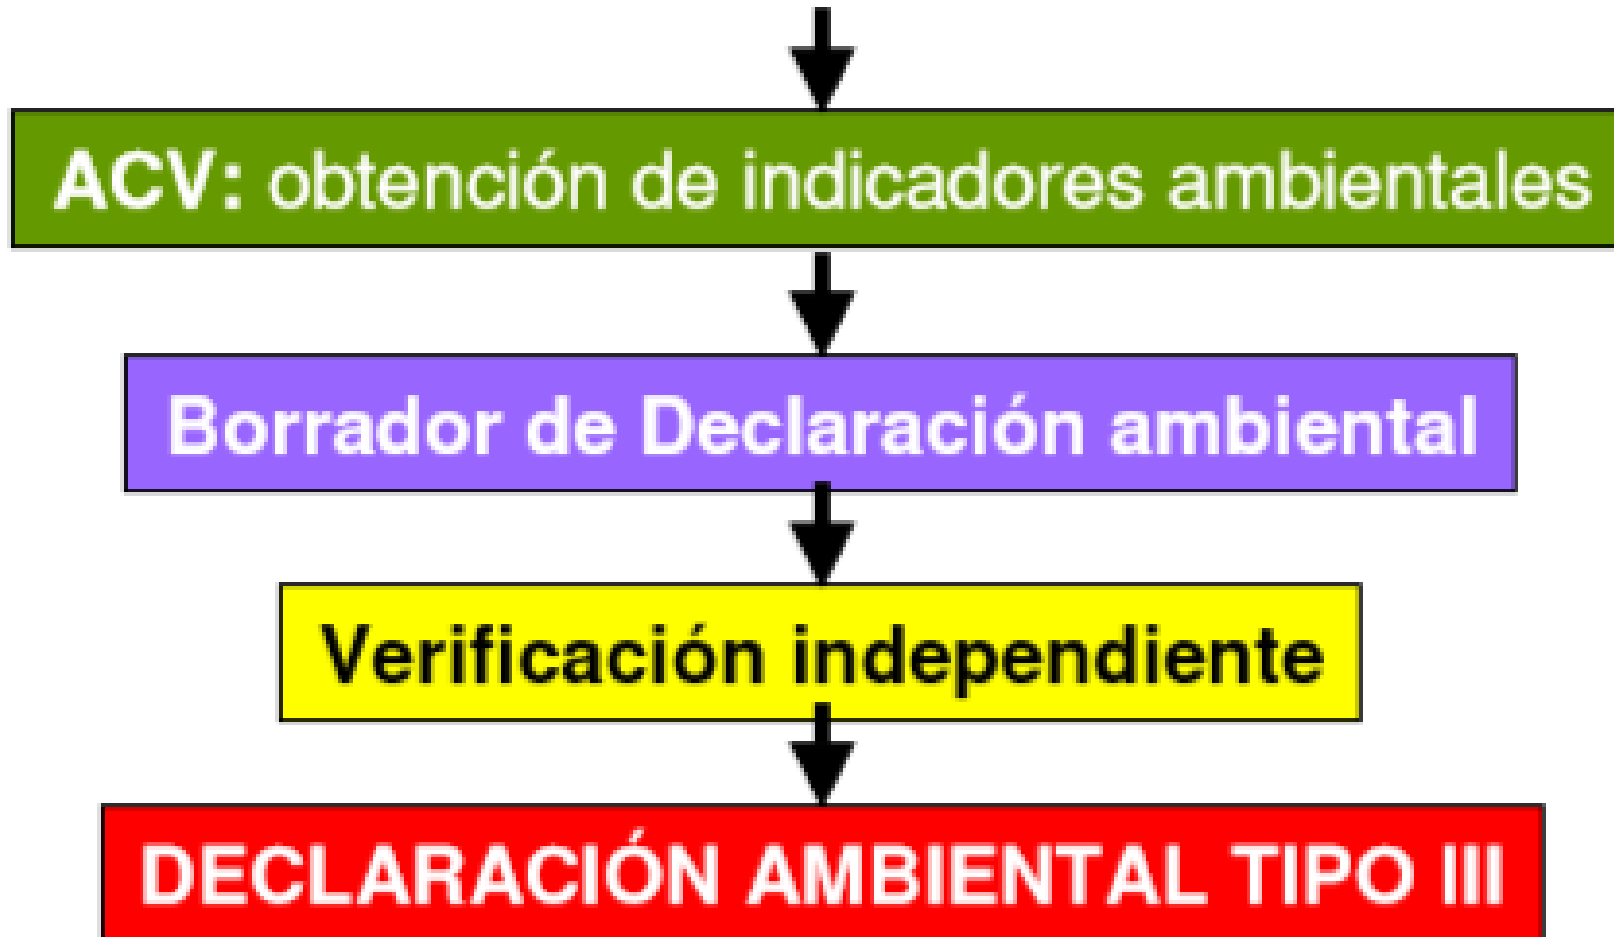 ACV: obtención de indicadores ambientales
Borrador de Declaración ambiental
Verificación independiente
DECLARACIÓN AMBIENTAL TIPO III